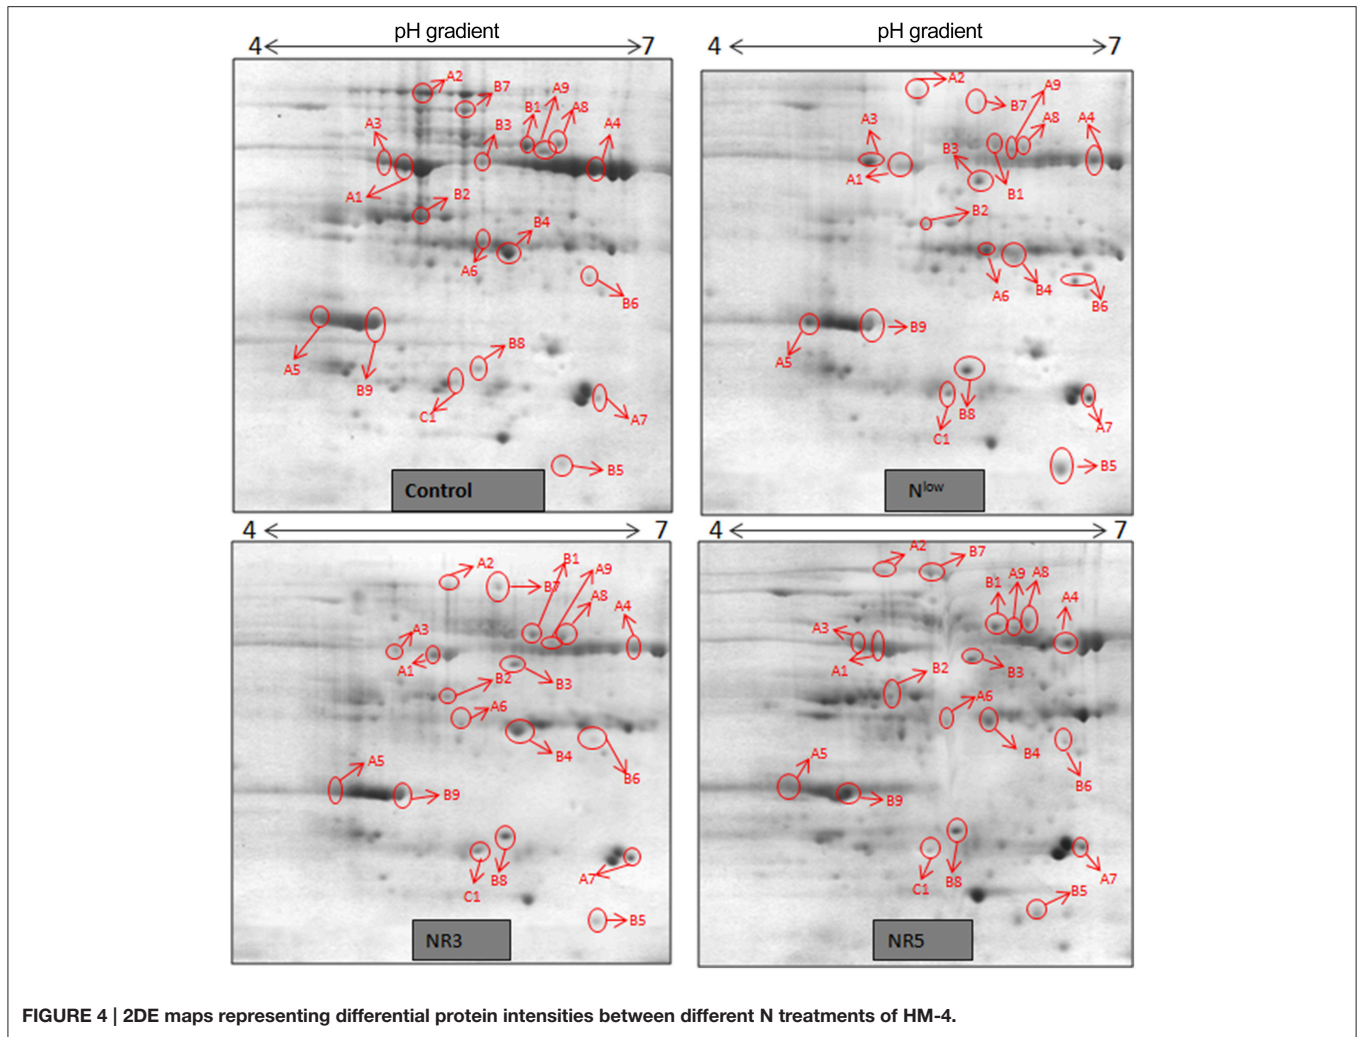 pH gradient
4 7
A2
B7
A9
B1
A8
A3
B3
A4
A1
B2
B4
A6
B6
B8
A5
B9
C1
A7
B5
Control
pH gradient
4 7
A2
A9
B7
A3
A8
A4
B3
A1
B1
B2
A6
B4
B6
B9
A5
B8
C1
A7
B5
N^low
4 7
B1
A2
A9
B7
A8
A4
A3
A1
B2
B3
A6
B4
B6
A5
B9
A7
B8
C1
B5
NR3
4 7
A2
B7
B1
A9
A8
A4
A3
A1
B2
B3
A6
B4
A5
B6
B9
C1
B8
A7
B5
NR5
FIGURE 4 | 2DE maps representing differential protein intensities between different N treatments of HM-4.